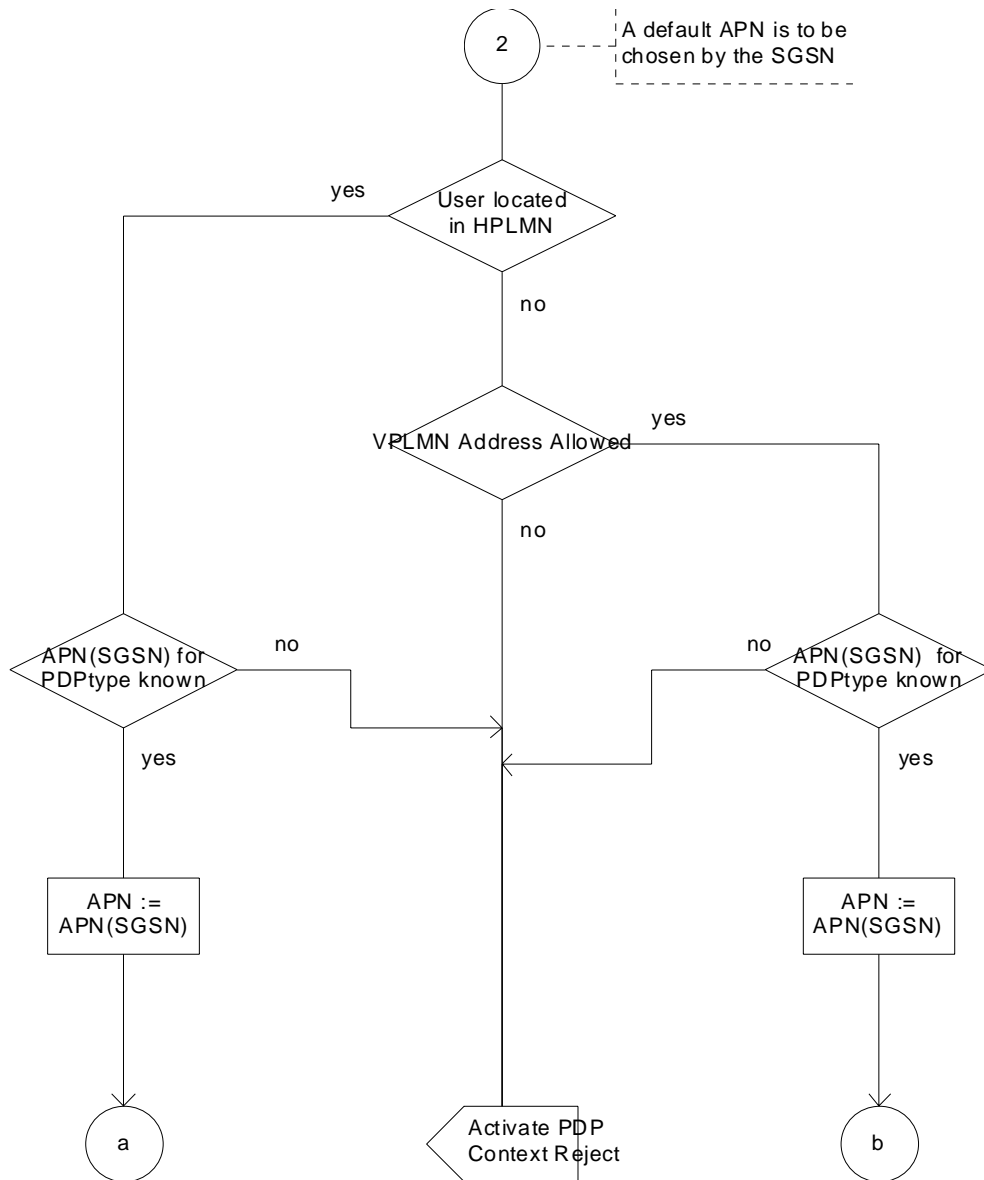 2
A default APN is to be
chosen by the SGSN
yes
User located
in HPLMN
no
VPLMN Address Allowed
yes
no
APN(SGSN) for
PDPtype known
no
no
APN(SGSN) for
PDPtype known
yes
yes
APN :=
APN(SGSN)
APN :=
APN(SGSN)
a
Activate PDP
Context Reject
b